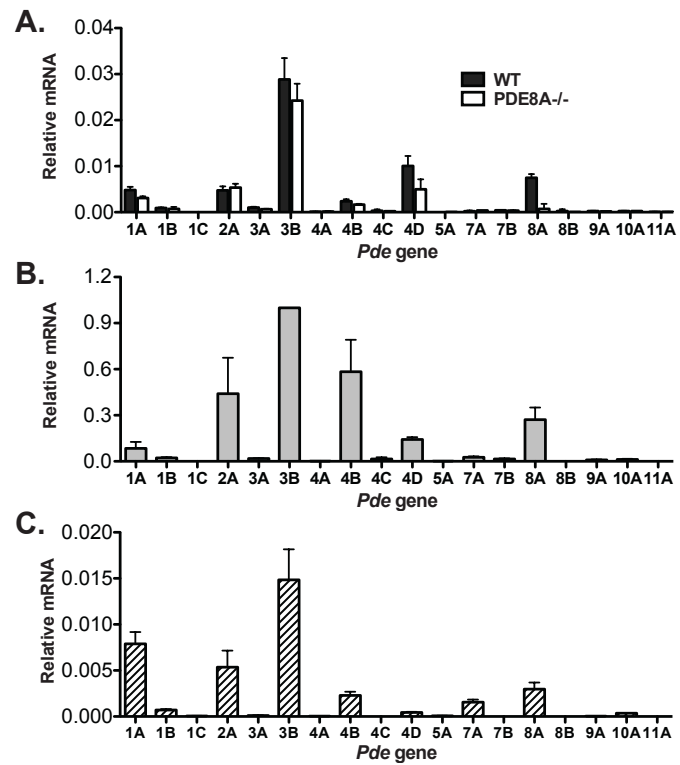 A.
Relative mRNA
0.04
0.03
0.02
0.01
0.00
WT
PDE8A-/-
1A 1B 1C 2A 3A 3B 4A 4B 4C 4D 5A 7A 7B 8A 8B 9A 10A 11A
Pde gene
B.
Relative mRNA
1.2
0.9
0.6
0.3
0.0
1A 1B 1C 2A 3A 3B 4A 4B 4C 4D 5A 7A 7B 8A 8B 9A 10A 11A
Pde gene
C.
Relative mRNA
0.020
0.015
0.010
0.005
0.000
1A 1B 1C 2A 3A 3B 4A 4B 4C 4D 5A 7A 7B 8A 8B 9A 10A 11A
Pde gene